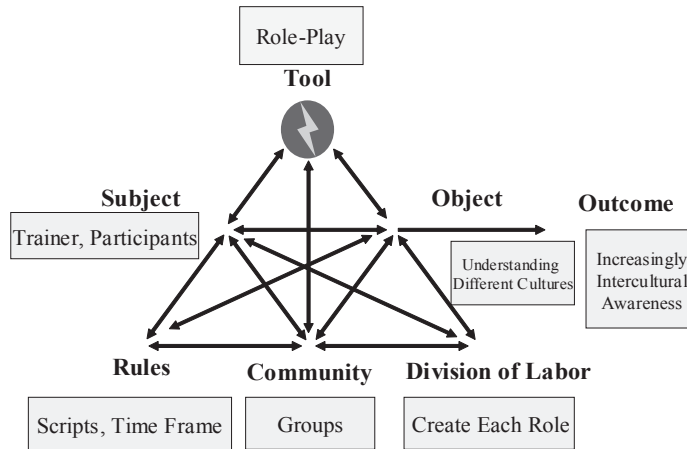 Role-Play
Tool
Subject
Object
Outcome
Trainer, Participants
Understanding
Different Cultures
Increasingly
Intercultural
Awareness
Rules
Community
Division of Labor
Scripts, Time Frame
Groups
Create Each Role